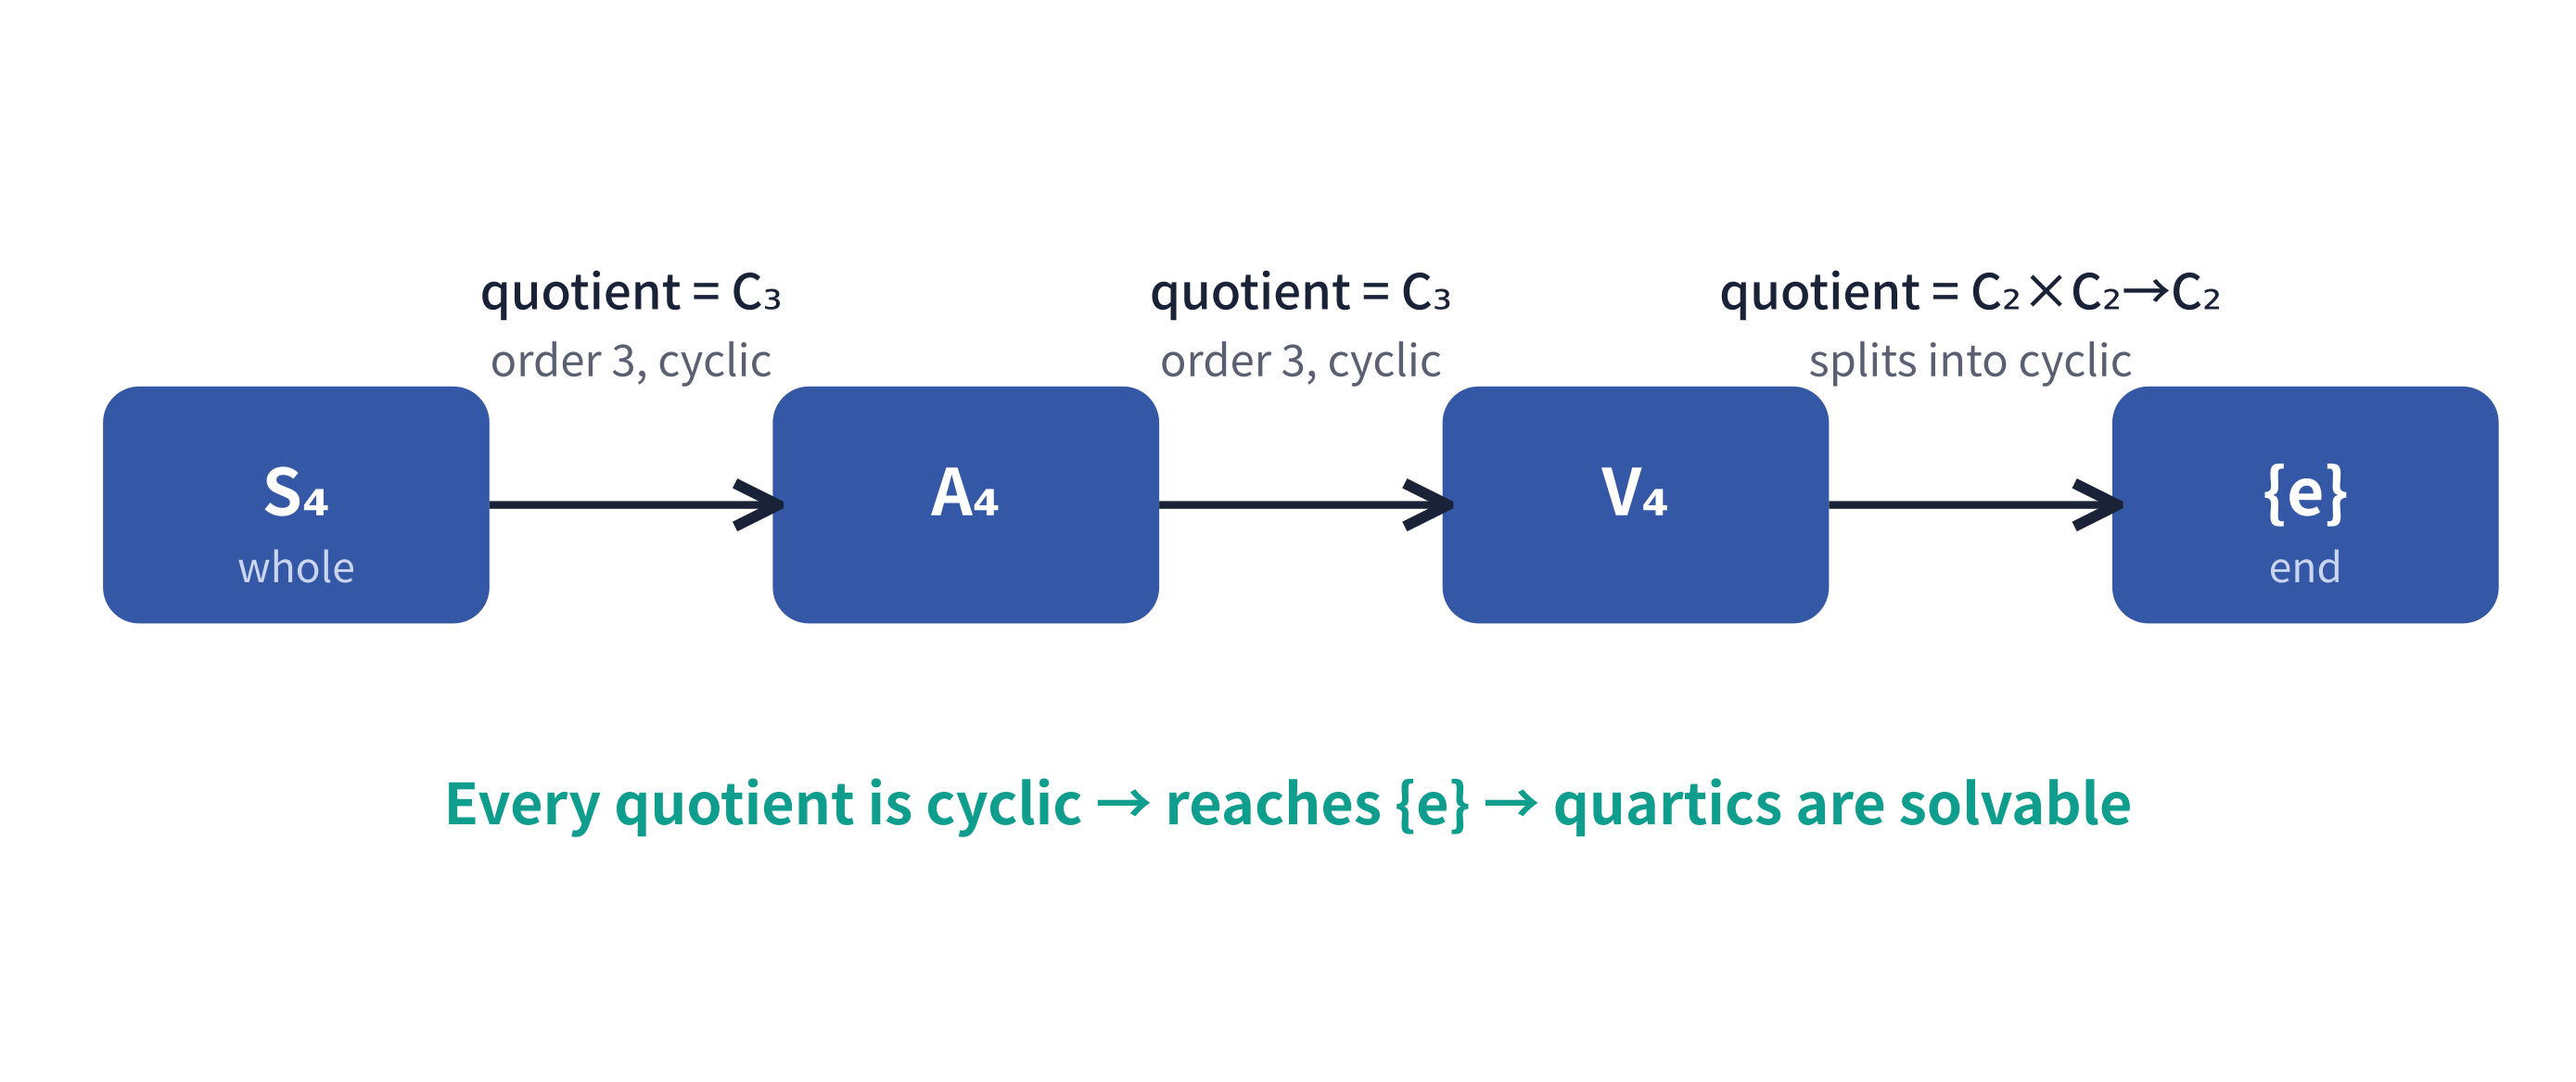 quotient = C₃
order 3, cyclic
quotient = C₃
order 3, cyclic
quotient = C₂×C₂→C₂
splits into cyclic
S₄
whole
A₄
V₄
{e}
end
Every quotient is cyclic → reaches {e} → quartics are solvable